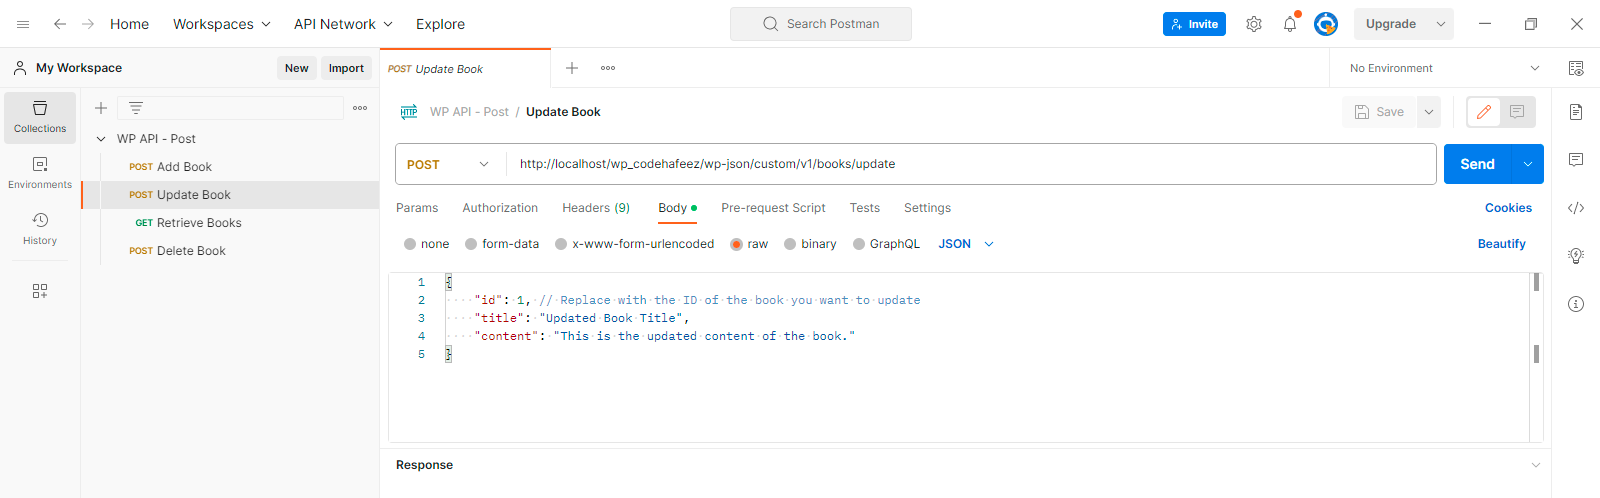 Home Workspaces API Network Explore Search Postman Invite Upgrade
My Workspace New Import POST Update Book No Environment
Collections
Environments
History
WP API - Post
POST Add Book
POST Update Book
GET Retrieve Books
POST Delete Book
HTTP WP API - Post / Update Book Save
POST http://localhost/wp_codehafeez/wp-json/custom/v1/books/update Send
Params Authorization Headers (9) Body Pre-request Script Tests Settings Cookies
none form-data x-www-form-urlencoded raw binary GraphQL JSON Beautify
1 {
2 "id": 1, // Replace with the ID of the book you want to update
3 "title": "Updated Book Title",
4 "content": "This is the updated content of the book."
5 }
Response